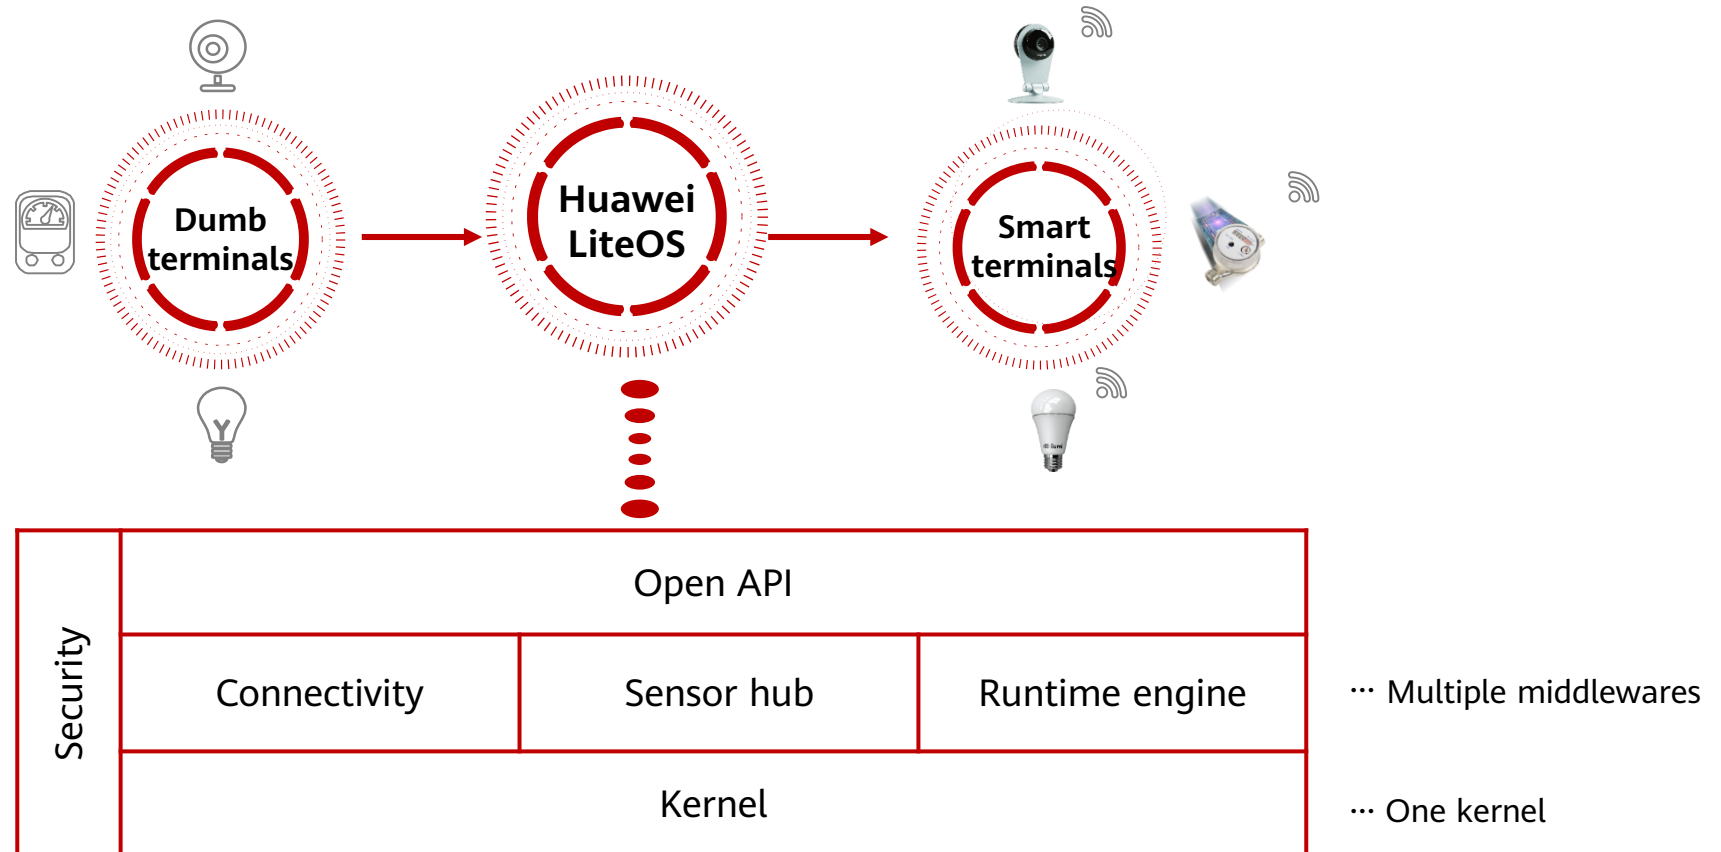 Dumb
terminals
Huawei
LiteOS
Smart
terminals
Security
Open API
Connectivity
Sensor hub
Runtime engine
··· Multiple middlewares
Kernel
··· One kernel